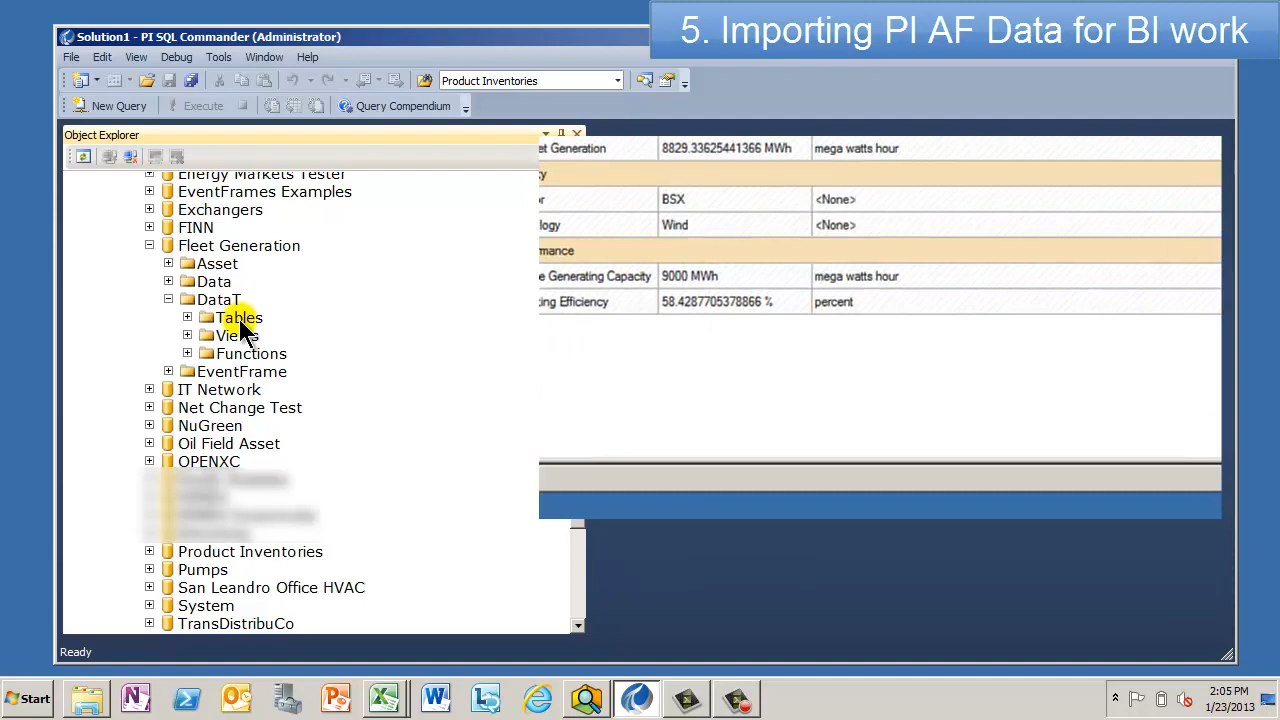 5. Importing PI AF Data for BI work
Solution1 - PI SQL Commander (Administrator)
File Edit View Debug Tools Window Help
Product Inventories
New Query Execute Query Compendium
Object Explorer
Energy Markets Tester
EventFrames Examples
Exchangers
FINN
Fleet Generation
Asset
Data
DataT
Tables
Views
Functions
EventFrame
IT Network
Net Change Test
NuGreen
Oil Field Asset
OPENXC
Product Inventories
Pumps
San Leandro Office HVAC
System
TransDistribuCo
et Generation 8829.33625441366 MWh mega watts hour
ty
or BSX <None>
logy Wind <None>
mance
e Generating Capacity 9000 MWh mega watts hour
ting Efficiency 58.4287705378866 % percent
Ready
Start
2:05 PM
1/23/2013